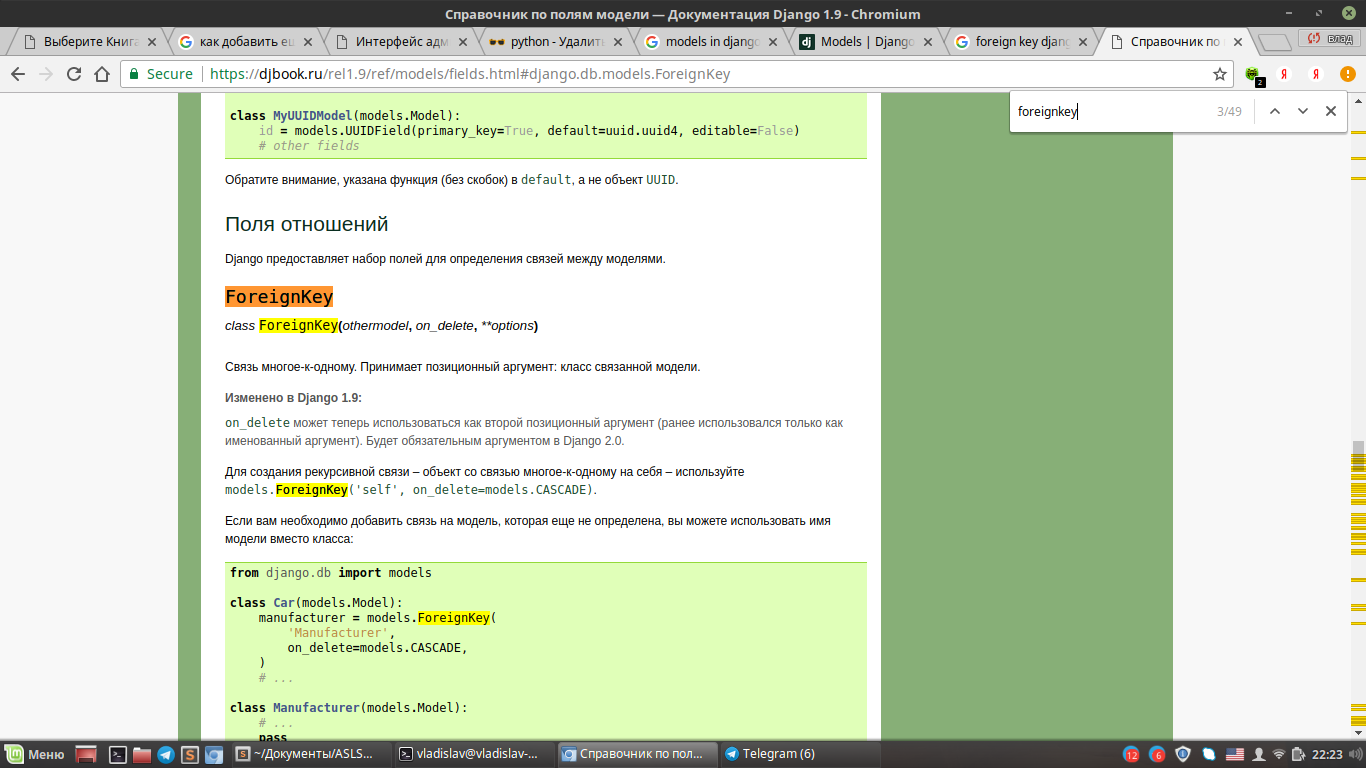 Справочник по полям модели — Документация Django 1.9 - Chromium
Выберите Книга
как добавить ещ
Интерфейс адм
python - Удалить
models in django
Models | Django
foreign key djang
Справочник по
влад
Secure
https://djbook.ru/rel1.9/ref/models/fields.html#django.db.models.ForeignKey
2
foreignkey
3/49
class MyUUIDModel(models.Model):
id = models.UUIDField(primary_key=True, default=uuid.uuid4, editable=False)
# other fields
Обратите внимание, указана функция (без скобок) в default, а не объект UUID.
Поля отношений
Django предоставляет набор полей для определения связей между моделями.
ForeignKey
class ForeignKey(othermodel, on_delete, **options)
Связь многое-к-одному. Принимает позиционный аргумент: класс связанной модели.
Изменено в Django 1.9:
on_delete может теперь использоваться как второй позиционный аргумент (ранее использовался только как
именованный аргумент). Будет обязательным аргументом в Django 2.0.
Для создания рекурсивной связи – объект со связью многое-к-одному на себя – используйте
models.ForeignKey('self', on_delete=models.CASCADE).
Если вам необходимо добавить связь на модель, которая еще не определена, вы можете использовать имя
модели вместо класса:
from django.db import models
class Car(models.Model):
manufacturer = models.ForeignKey(
'Manufacturer',
on_delete=models.CASCADE,
)
# ...
class Manufacturer(models.Model):
# ...
pass
Меню
~/Документы/ASLS...
vladislav@vladislav-...
Справочник по пол...
Telegram (6)
12
6
22:23